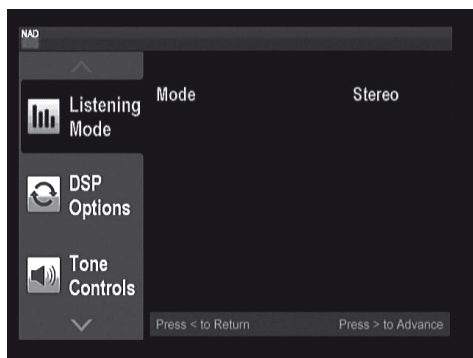 NAD
Listening
Mode
Mode Stereo
DSP
Options
Tone
Controls
Press < to Return Press > to Advance